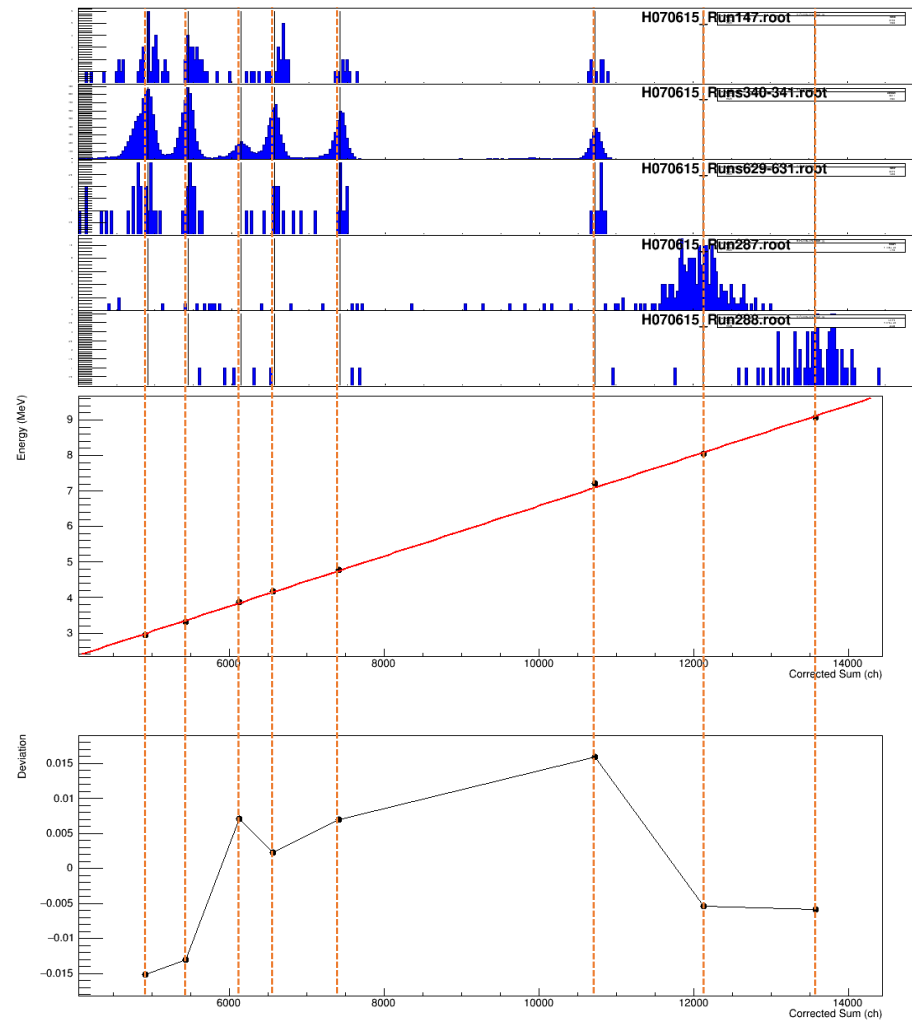 H070615_Run147.root
H070615_Runs340-341.root
H070615_Runs629-631.root
H070615_Run287.root
H070615_Run288.root
Energy (MeV)
9
8
7
6
5
4
3
6000 8000 10000 12000 14000
Corrected Sum (ch)
Deviation
0.015
0.01
0.005
0
−0.005
−0.01
−0.015
6000 8000 10000 12000 14000
Corrected Sum (ch)